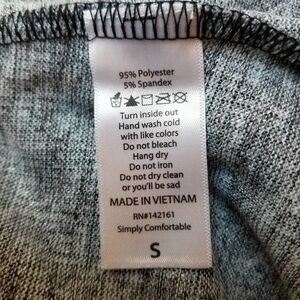 95% Polyester
5% Spandex
Turn inside out
Hand wash cold
with like colors
Do not bleach
Hang dry
Do not iron
Do not dry clean
or you'll be sad
MADE IN VIETNAM
RN#142161
Simply Comfortable
S